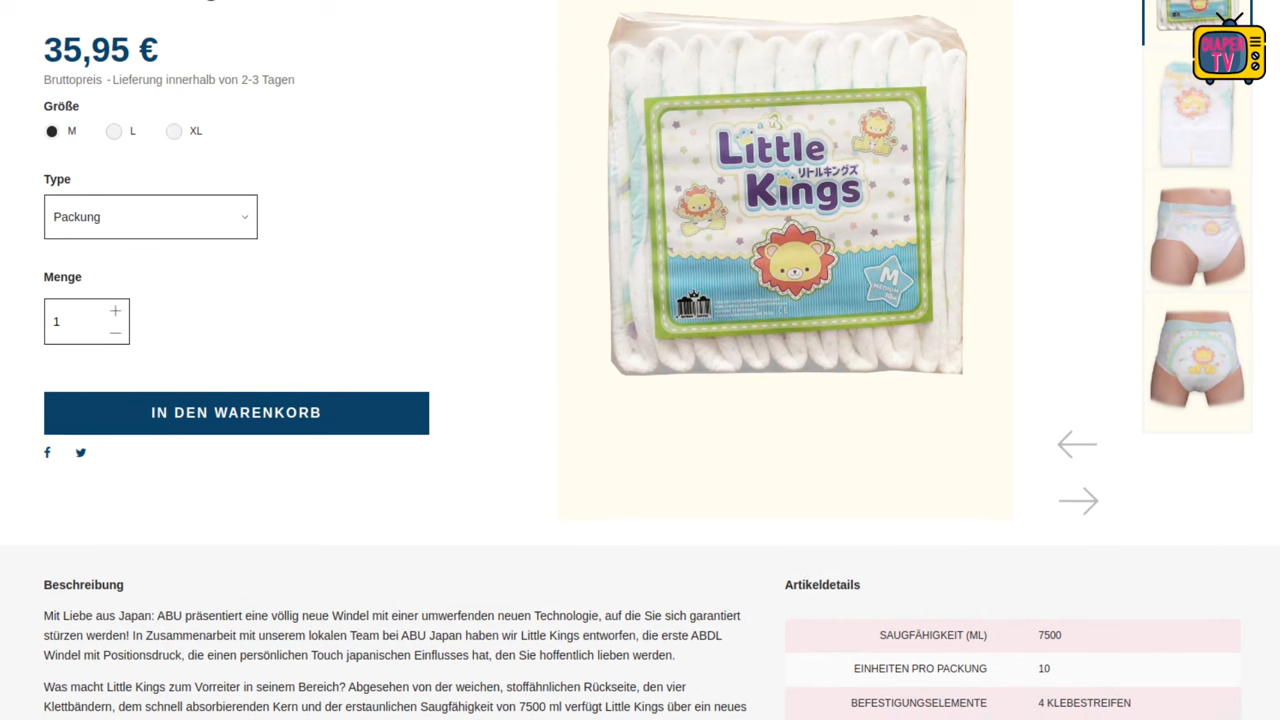 35,95 €
Bruttopreis - Lieferung innerhalb von 2-3 Tagen
Größe
M L XL
Type
Packung
Menge
1
IN DEN WARENKORB
DIAPER
TV
abu
Little
リトルキングズ
Kings
M
MEDIUM
Beschreibung
Mit Liebe aus Japan: ABU präsentiert eine völlig neue Windel mit einer umwerfenden neuen Technologie, auf die Sie sich garantiert
stürzen werden! In Zusammenarbeit mit unserem lokalen Team bei ABU Japan haben wir Little Kings entworfen, die erste ABDL
Windel mit Positionsdruck, die einen persönlichen Touch japanischen Einflusses hat, den Sie hoffentlich lieben werden.
Was macht Little Kings zum Vorreiter in seinem Bereich? Abgesehen von der weichen, stoffähnlichen Rückseite, den vier
Klettbändern, dem schnell absorbierenden Kern und der erstaunlichen Saugfähigkeit von 7500 ml verfügt Little Kings über ein neues
Artikeldetails
SAUGFÄHIGKEIT (ML) 7500
EINHEITEN PRO PACKUNG 10
BEFESTIGUNGSELEMENTE 4 KLEBESTREIFEN